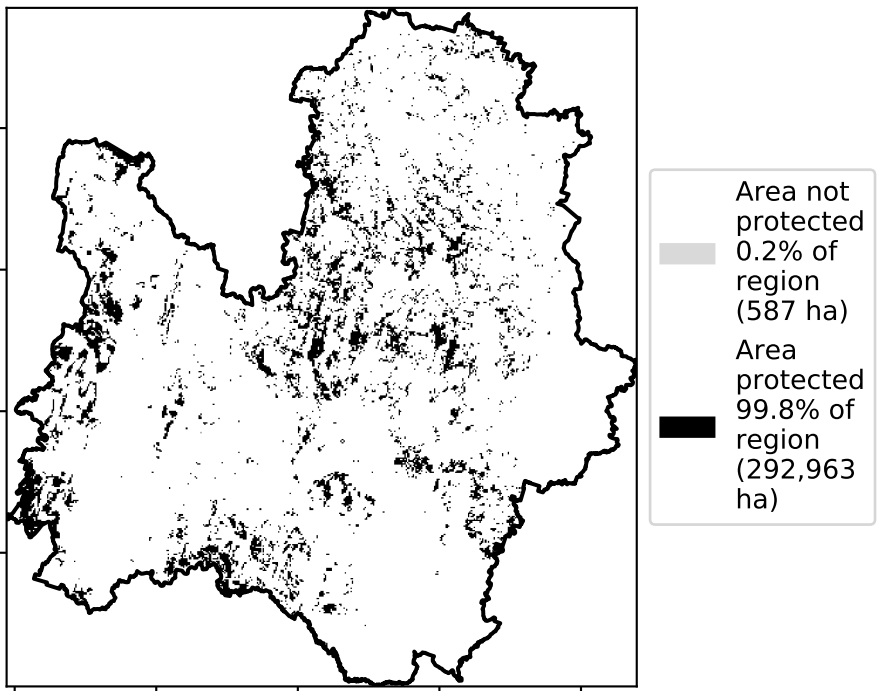 Area not
protected
0.2% of
region
(587 ha)
Area
protected
99.8% of
region
(292,963
ha)